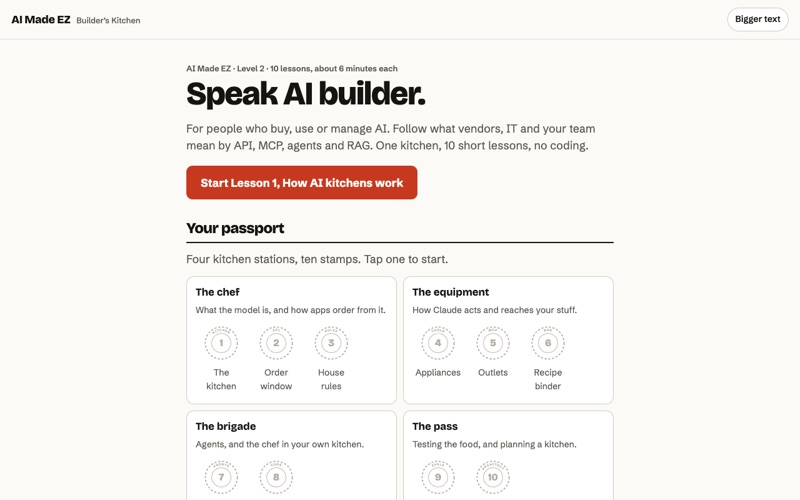 AI Made EZ Builder's Kitchen
Bigger text
AI Made EZ · Level 2 · 10 lessons, about 6 minutes each
Speak AI builder.
For people who buy, use or manage AI. Follow what vendors, IT and your team
mean by API, MCP, agents and RAG. One kitchen, 10 short lessons, no coding.
Start Lesson 1, How AI kitchens work
Your passport
Four kitchen stations, ten stamps. Tap one to start.
The chef
What the model is, and how apps order from it.
1
2
3
The
kitchen
Order
window
House
rules
The equipment
How Claude acts and reaches your stuff.
4
5
6
Appliances
Outlets
Recipe
binder
The brigade
Agents, and the chef in your own kitchen.
7
8
The pass
Testing the food, and planning a kitchen.
9
10